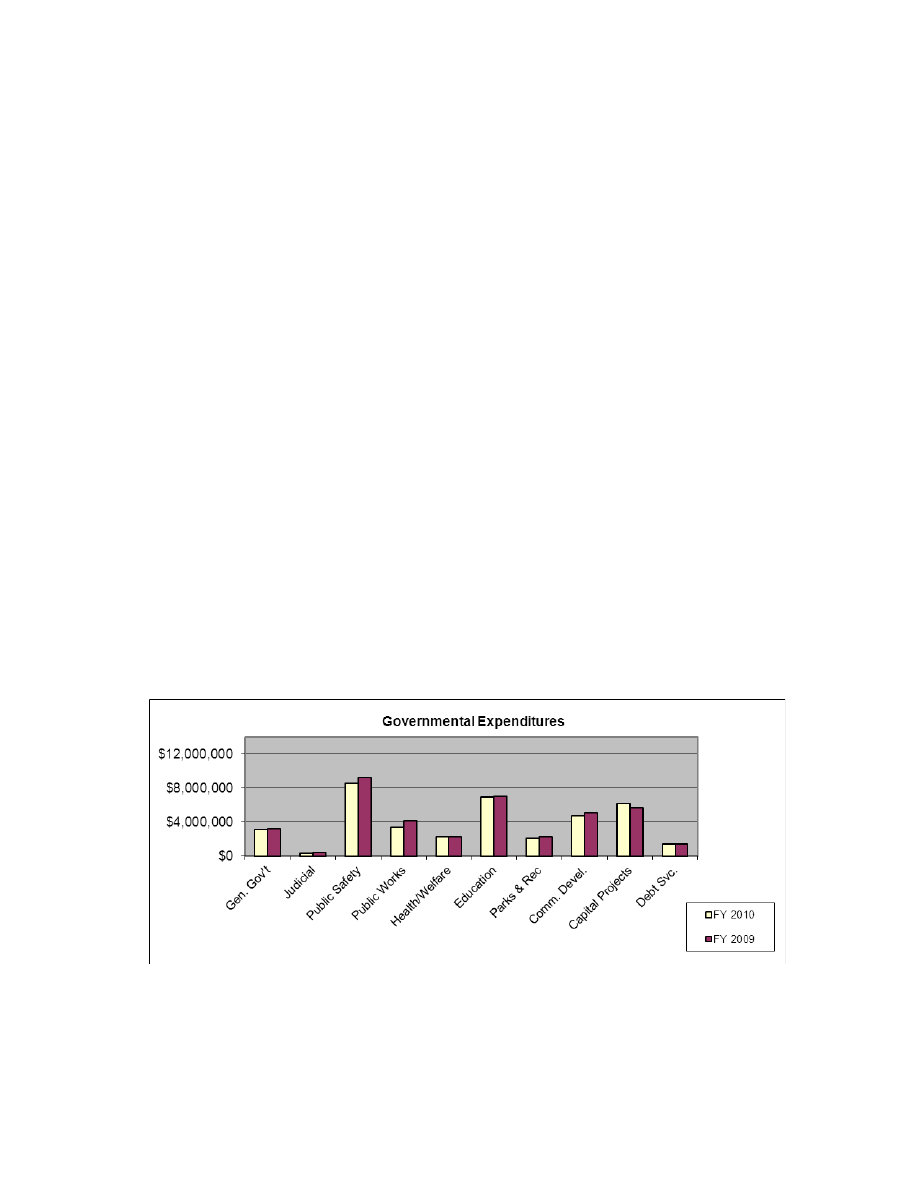 Governmental Expenditures
$12,000,000
$8,000,000
$4,000,000
$0
Gen. Gov't
Judicial
Public Safety
Public Works
Health/Welfare
Education
Parks & Rec
Comm. Devel.
Capital Projects
Debt Svc.
FY 2010
FY 2009